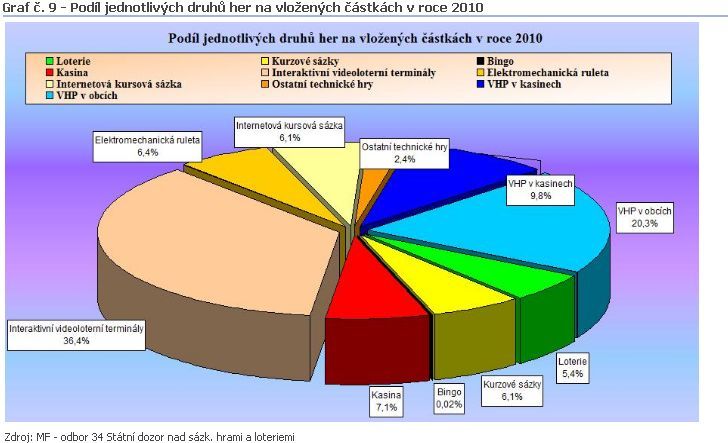 Graf č. 9 - Podíl jednotlivých druhů her na vložených částkách v roce 2010
Podíl jednotlivých druhů her na vložených částkách v roce 2010
Loterie
Kurzové sázky
Bingo
Kasina
Interaktivní videoloterní terminály
Elektromechanická ruleta
Internetová kursová sázka
Ostatní technické hry
VHP v kasinech
VHP v obcích
Internetová kursová sázka
6,1%
Elektromechanická ruleta
6,4%
Ostatní technické hry
2,4%
VHP v kasinech
9,8%
VHP v obcích
20,3%
Interaktivní videoloterní terminály
36,4%
Loterie
5,4%
Kurzové sázky
6,1%
Bingo
0,02%
Kasina
7,1%
Zdroj: MF - odbor 34 Státní dozor nad sázk. hrami a loteriemi